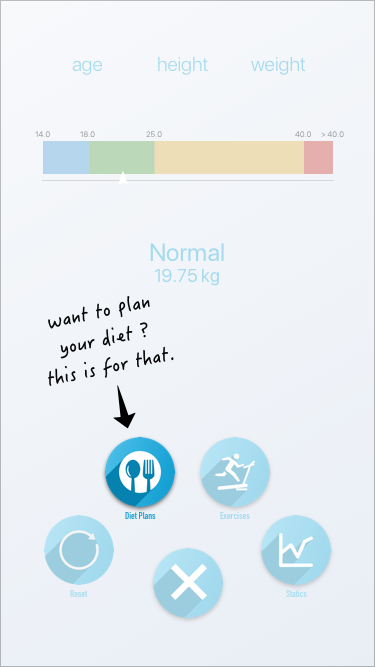 age height weight
14.0 18.0 25.0 40.0 > 40.0
Normal
19.75 kg
want to plan
your diet ?
this is for that.
Diet Plans Exercises
Reset Statics